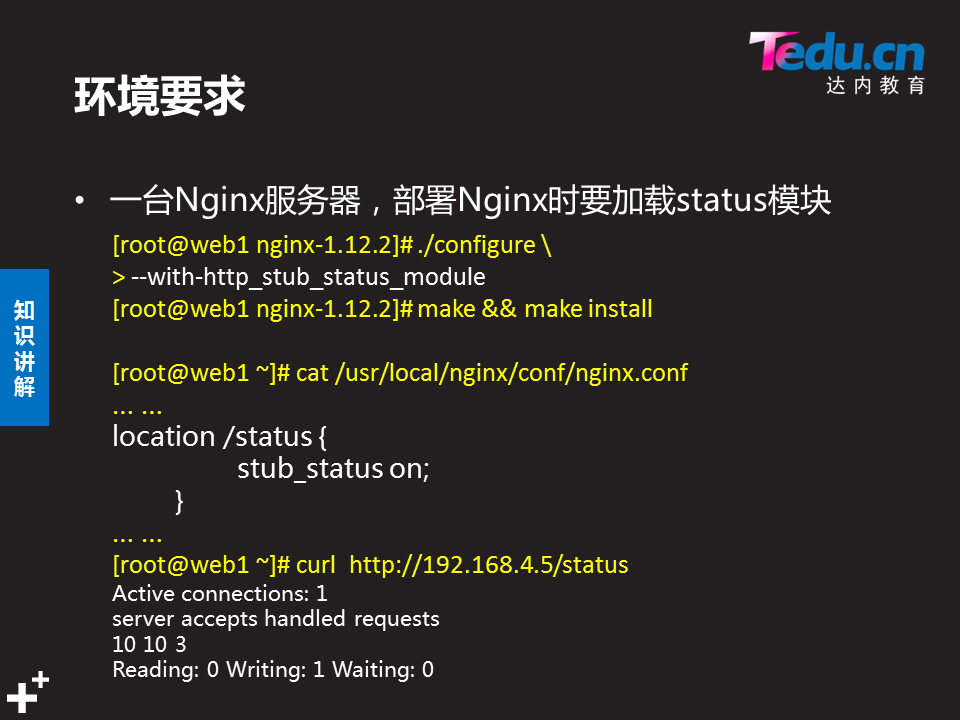 Tedu.cn
达内教育
环境要求
• 一台Nginx服务器，部署Nginx时要加载status模块
[root@web1 nginx-1.12.2]# ./configure \
> --with-http_stub_status_module
[root@web1 nginx-1.12.2]# make && make install
[root@web1 ~]# cat /usr/local/nginx/conf/nginx.conf
… …
location /status {
stub_status on;
}
… …
[root@web1 ~]# curl  http://192.168.4.5/status
Active connections: 1
server accepts handled requests
10 10 3
Reading: 0 Writing: 1 Waiting: 0
知识讲解